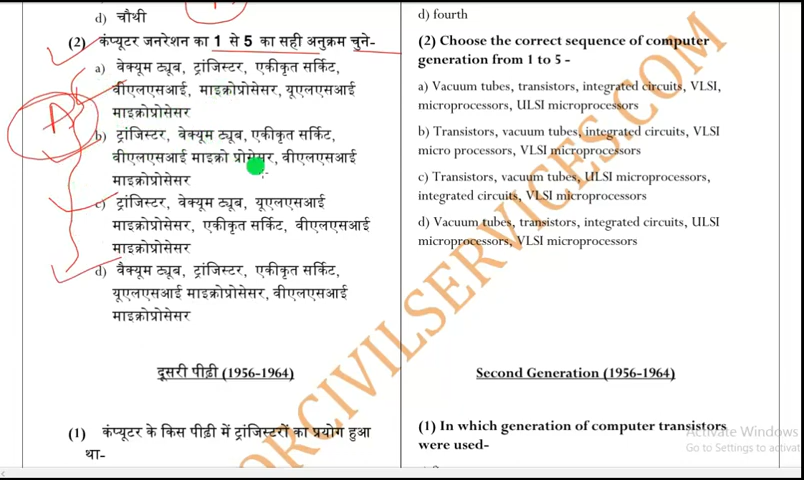 d) चौथी
(2) कंप्यूटर जनरेशन का 1 से 5 का सही अनुक्रम चुने-
a) वेक्यूम ट्यूब, ट्रांजिस्टर, एकीकृत सर्किट,
वीएलएसआई, माइक्रोप्रोसेसर, यूएलएसआई
माइक्रोप्रोसेसर
b) ट्रांजिस्टर, वेक्यूम ट्यूब, एकीकृत सर्किट,
वीएलएसआई माइक्रो प्रोसेसर, वीएलएसआई
माइक्रोप्रोसेसर
c) ट्रांजिस्टर, वेक्यूम ट्यूब, यूएलएसआई
माइक्रोप्रोसेसर, एकीकृत सर्किट, वीएलएसआई
माइक्रोप्रोसेसर
d) वैक्यूम ट्यूब, ट्रांजिस्टर, एकीकृत सर्किट,
यूएलएसआई माइक्रोप्रोसेसर, वीएलएसआई
माइक्रोप्रोसेसर
A
दूसरी पीढ़ी (1956-1964)
(1) कंप्यूटर के किस पीढ़ी में ट्रांजिस्टरों का प्रयोग हुआ
था-
d) fourth
(2) Choose the correct sequence of computer
generation from 1 to 5 -
a) Vacuum tubes, transistors, integrated circuits, VLSI,
microprocessors, ULSI microprocessors
b) Transistors, vacuum tubes, integrated circuits, VLSI
micro processors, VLSI microprocessors
c) Transistors, vacuum tubes, ULSI microprocessors,
integrated circuits, VLSI microprocessors
d) Vacuum tubes, transistors, integrated circuits, ULSI
microprocessors, VLSI microprocessors
Second Generation (1956-1964)
(1) In which generation of computer transistors
were used-
ORCIVILSERVICES.COM
Activate Windows
Go to Settings to activat